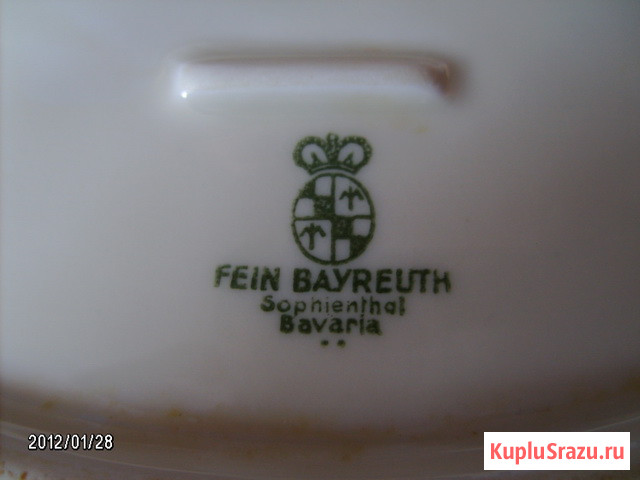 FEIN BAYREUTH
Sophienthal
Bavaria
2012/01/28
KupluSrazu.ru